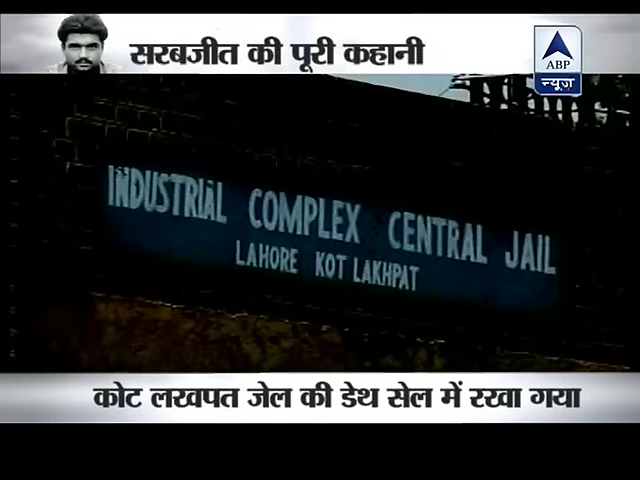 सरबजीत की पूरी कहानी
ABP
न्यूज़
INDUSTRIAL COMPLEX CENTRAL JAIL
LAHORE KOT LAKHPAT
कोट लखपत जेल की डेथ सेल में रखा गया